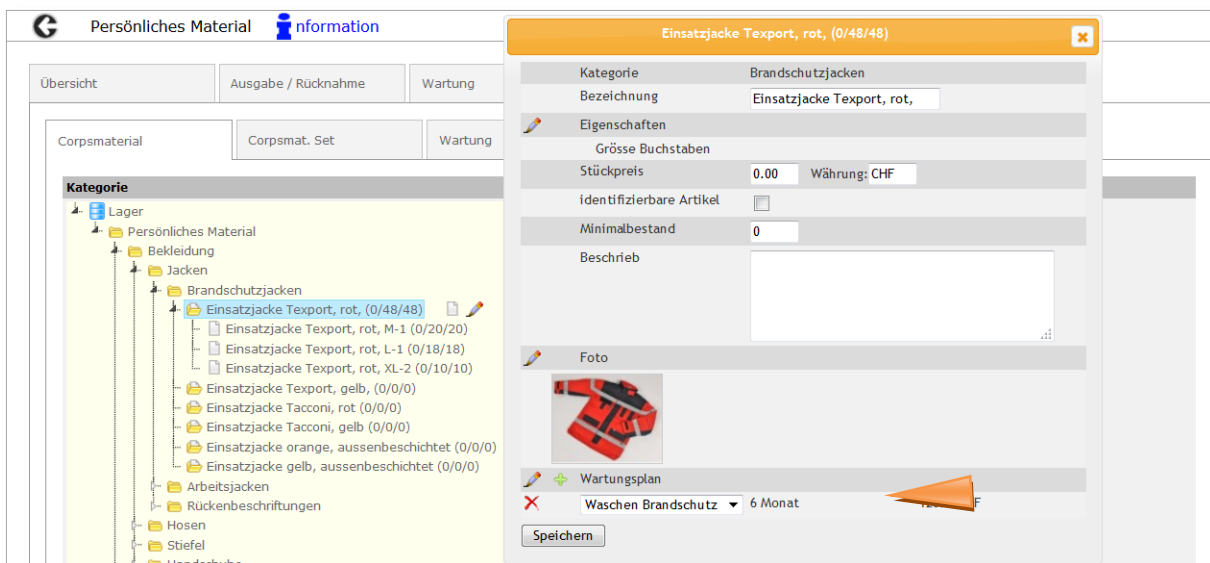 Persönliches Material
nformation
Übersicht
Ausgabe / Rücknahme
Wartung
Corpsmaterial
Corpsmat. Set
Wartung
Kategorie
Lager
Persönliches Material
Bekleidung
Jacken
Brandschutzjacken
Einsatzjacke Texport, rot, (0/48/48)
Einsatzjacke Texport, rot, M-1 (0/20/20)
Einsatzjacke Texport, rot, L-1 (0/18/18)
Einsatzjacke Texport, rot, XL-2 (0/10/10)
Einsatzjacke Texport, gelb, (0/0/0)
Einsatzjacke Tacconi, rot (0/0/0)
Einsatzjacke Tacconi, gelb (0/0/0)
Einsatzjacke orange, aussenbeschichtet (0/0/0)
Einsatzjacke gelb, aussenbeschichtet (0/0/0)
Arbeitsjacken
Rückenbeschriftungen
Hosen
Stiefel
Einsatzjacke Texport, rot, (0/48/48)
Kategorie Brandschutzjacken
Bezeichnung Einsatzjacke Texport, rot,
Eigenschaften
Grösse Buchstaben
Stückpreis 0.00 Währung: CHF
identifizierbare Artikel
Minimalbestand 0
Beschrieb
Foto
Wartungsplan
Waschen Brandschutz 6 Monat
Speichern